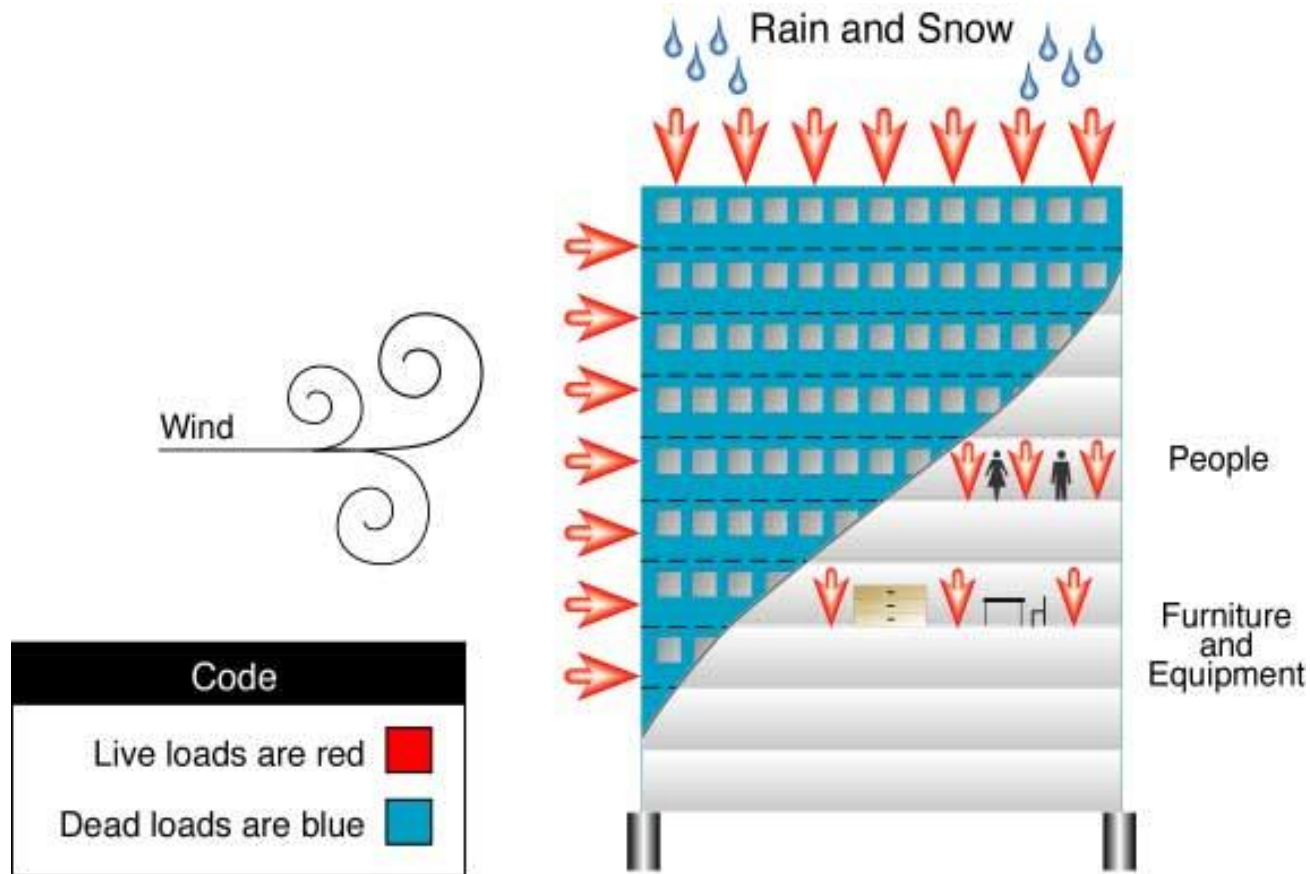 Rain and Snow
Wind
People
Furniture
and
Equipment
Code
Live loads are red
Dead loads are blue